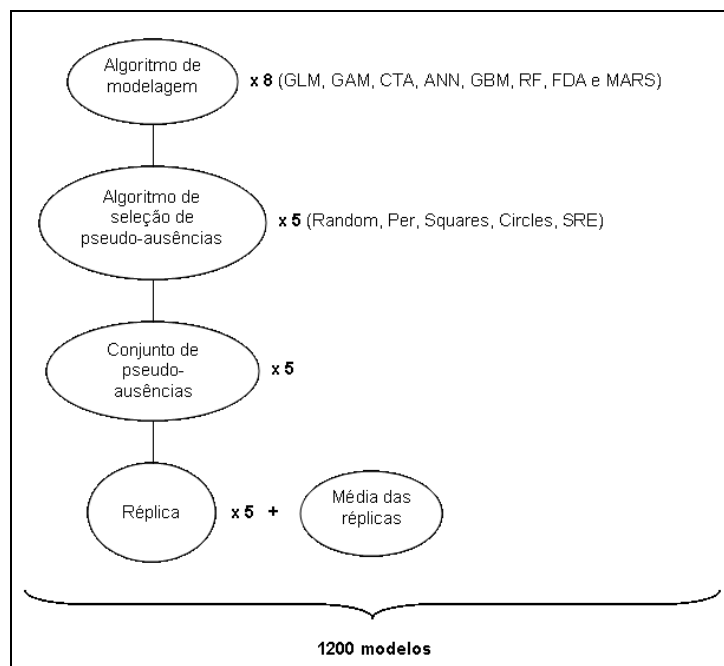 Algoritmo de
modelagem
x 8 (GLM, GAM, CTA, ANN, GBM, RF, FDA e MARS)
Algoritmo de
seleção de
pseudo-ausências
x 5 (Random, Per, Squares, Circles, SRE)
Conjunto de
pseudo-
ausências
x 5
Réplica
x 5 +
Média das
réplicas
1200 modelos